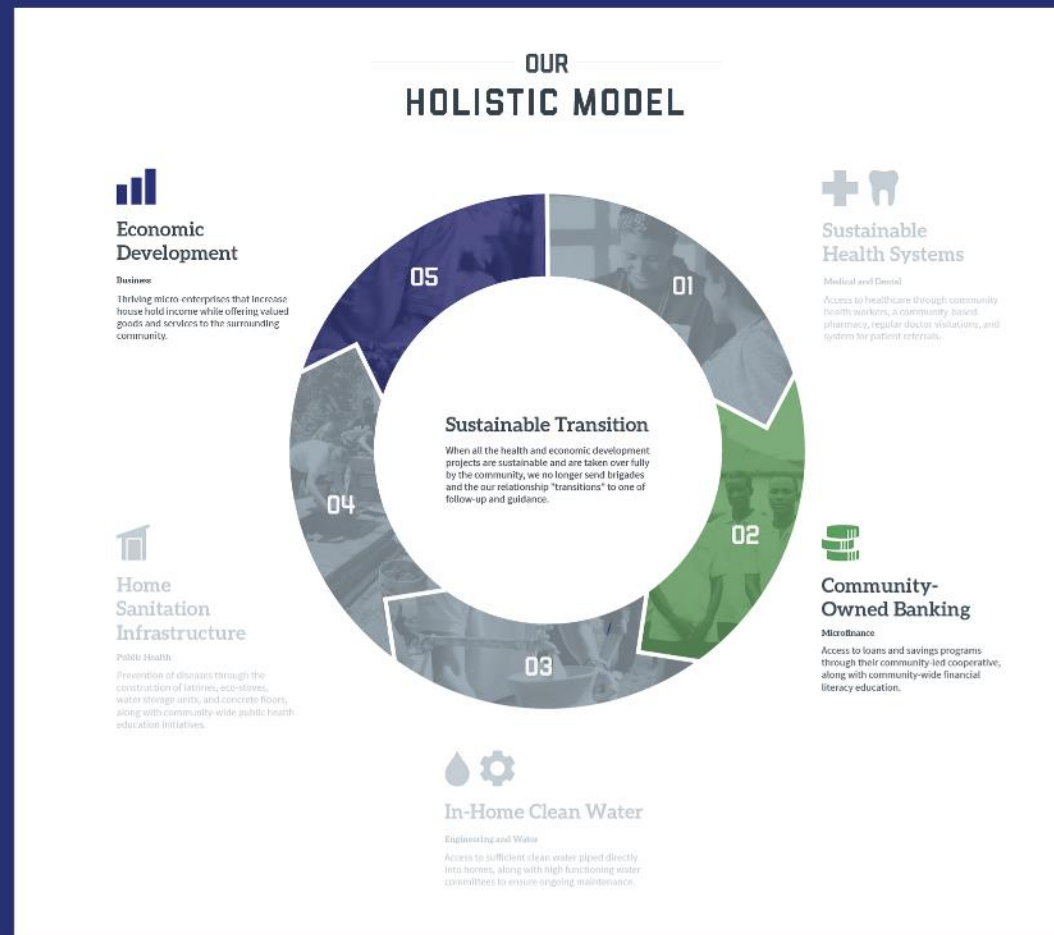 OUR
HOLISTIC MODEL
Economic
Development
Business
Thriving micro-enterprises that increase
house hold income while offering valued
goods and services to the surrounding
community.
05
01
Sustainable
Health Systems
Medical and Dental
Access to healthcare through community
health workers, a community-based
pharmacy, regular doctor visitations, and
system for patient referrals.
Sustainable Transition
When all the health and economic development
projects are sustainable and are taken over fully
by the community, we no longer send brigades
and the our relationship "transitions" to one of
follow-up and guidance.
04
02
Home
Sanitation
Infrastructure
Public Health
Prevention of diseases through the
construction of latrines, eco-stoves,
water storage units, and concrete floors,
along with community-wide public health
education initiatives.
Community-
Owned Banking
Microfinance
Access to loans and savings programs
through their community-led cooperative,
along with community-wide financial
literacy education.
03
In-Home Clean Water
Engineering and Water
Access to sufficient clean water piped directly
into homes, along with high functioning water
committees to ensure ongoing maintenance.